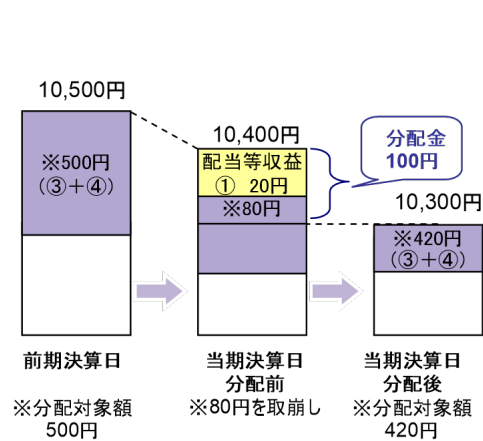 10,500円
※500円
(③+④)
10,400円
配当等収益
① 20円
※80円
分配金
100円
10,300円
※420円
(③+④)
前期決算日
当期決算日
分配前
当期決算日
分配後
※分配対象額
500円
※80円を取崩し
※分配対象額
420円